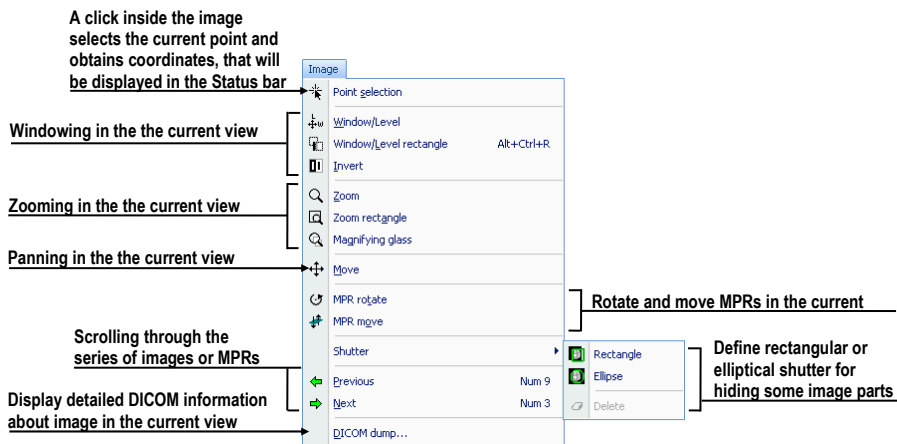 A click inside the image
selects the current point and
obtains coordinates, that will
be displayed in the Status bar
Windowing in the the current view
Zooming in the the current view
Panning in the the current view
Scrolling through the
series of images or MPRs
Display detailed DICOM information
about image in the current view
Image
Point selection
Window/Level
Window/Level rectangle Alt+Ctrl+R
Invert
Zoom
Zoom rectangle
Magnifying glass
Move
MPR rotate
MPR move
Shutter
Previous Num 9
Next Num 3
DICOM dump...
Rectangle
Ellipse
Delete
Rotate and move MPRs in the current
Define rectangular or
elliptical shutter for
hiding some image parts